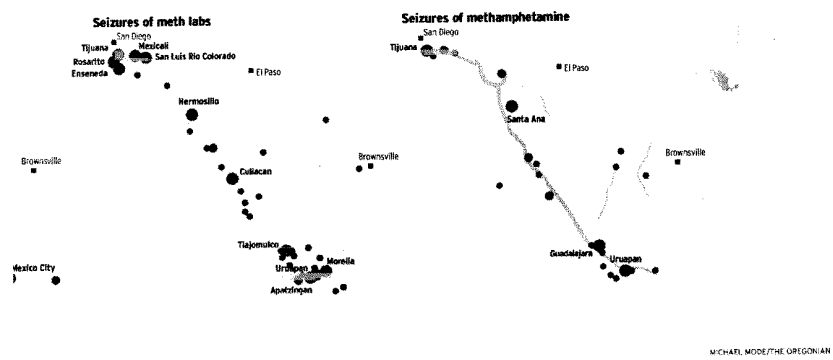 Seizures of meth labs
San Diego
Tijuana
Mexicali
San Luis Rio Colorado
Rosarito
Enseneda
El Paso
Hermosillo
Brownsville
Culiacan
Brownsville
Tlajomulco
Uruapan
Morelia
Apatzingan
Mexico City
Seizures of methamphetamine
San Diego
Tijuana
El Paso
Santa Ana
Brownsville
Guadalajara
Uruapan
MICHAEL MODE/THE OREGONIAN